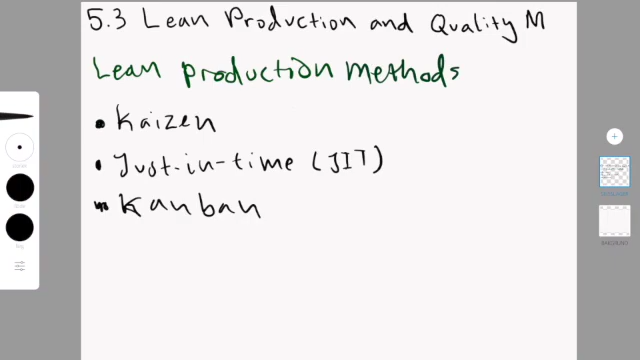 5.3 Lean Production and Quality M
Lean production methods
• Kaizen
• Just-in-time (JIT)
• Kanban